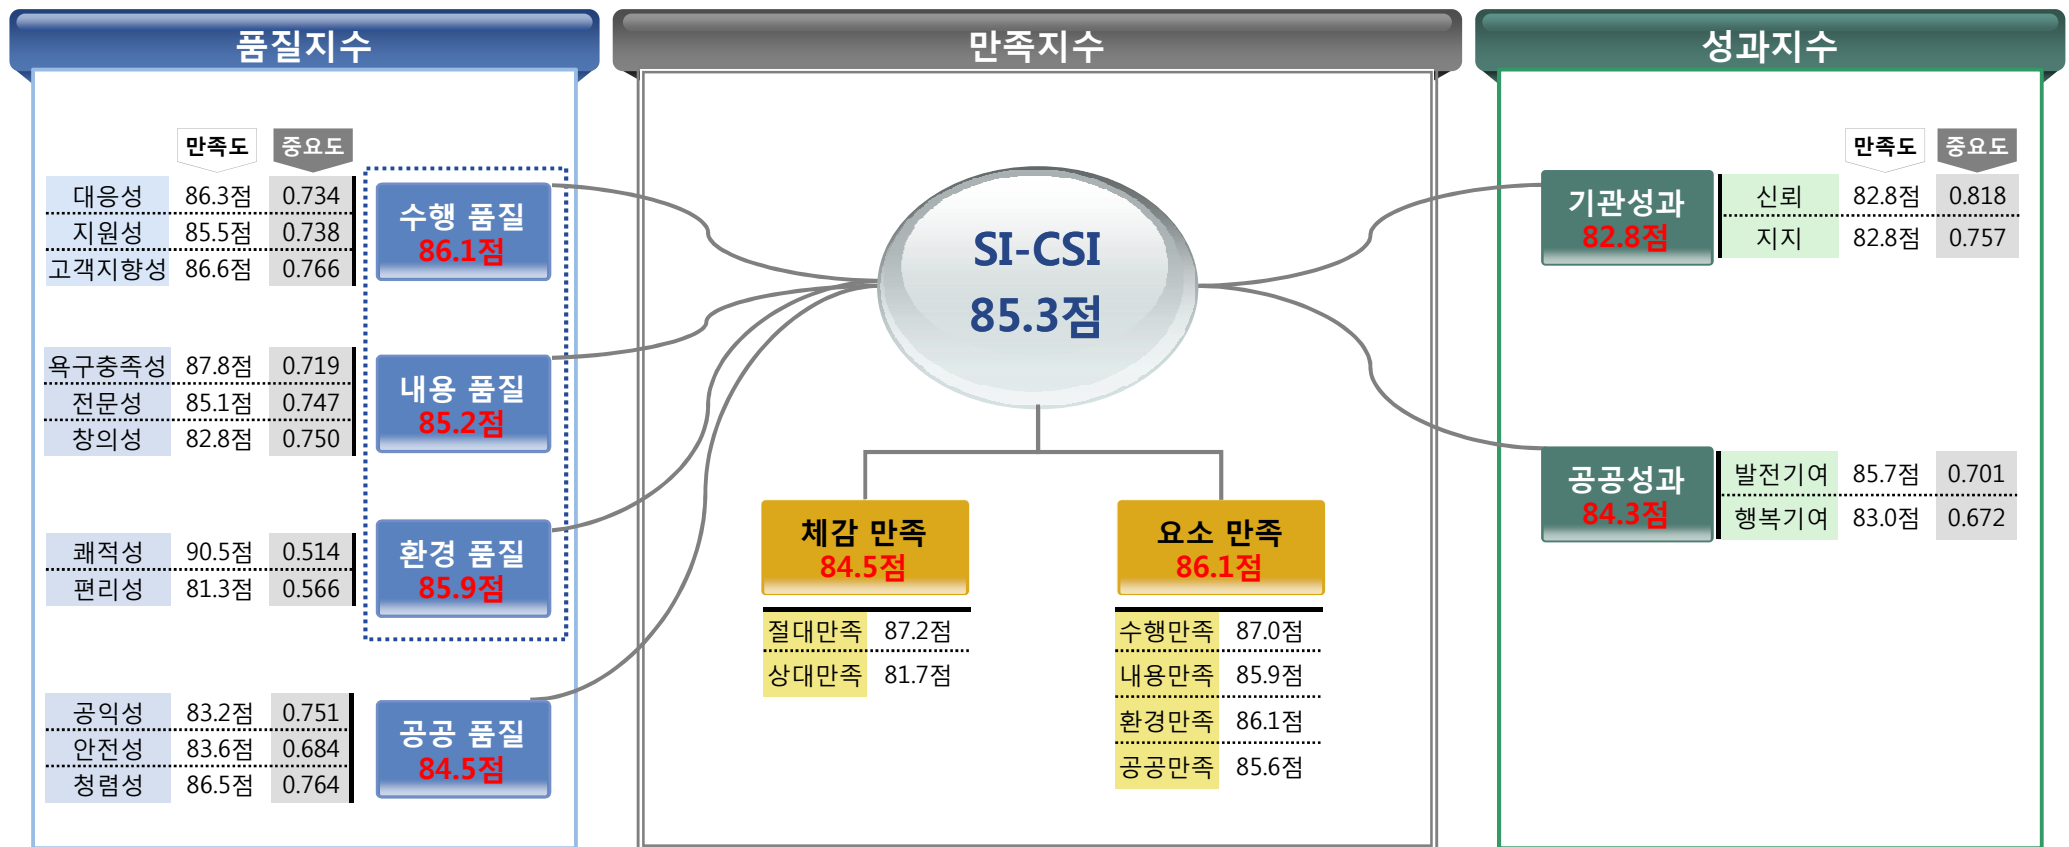 품질지수
만족도 중요도
대응성 86.3점 0.734
지원성 85.5점 0.738
고객지향성 86.6점 0.766
수행 품질
86.1점
욕구충족성 87.8점 0.719
전문성 85.1점 0.747
창의성 82.8점 0.750
내용 품질
85.2점
쾌적성 90.5점 0.514
편리성 81.3점 0.566
환경 품질
85.9점
공익성 83.2점 0.751
안전성 83.6점 0.684
청렴성 86.5점 0.764
공공 품질
84.5점
만족지수
SI-CSI
85.3점
체감 만족
84.5점
절대만족 87.2점
상대만족 81.7점
요소 만족
86.1점
수행만족 87.0점
내용만족 85.9점
환경만족 86.1점
공공만족 85.6점
성과지수
만족도 중요도
기관성과
82.8점
신뢰 82.8점 0.818
지지 82.8점 0.757
공공성과
84.3점
발전기여 85.7점 0.701
행복기여 83.0점 0.672